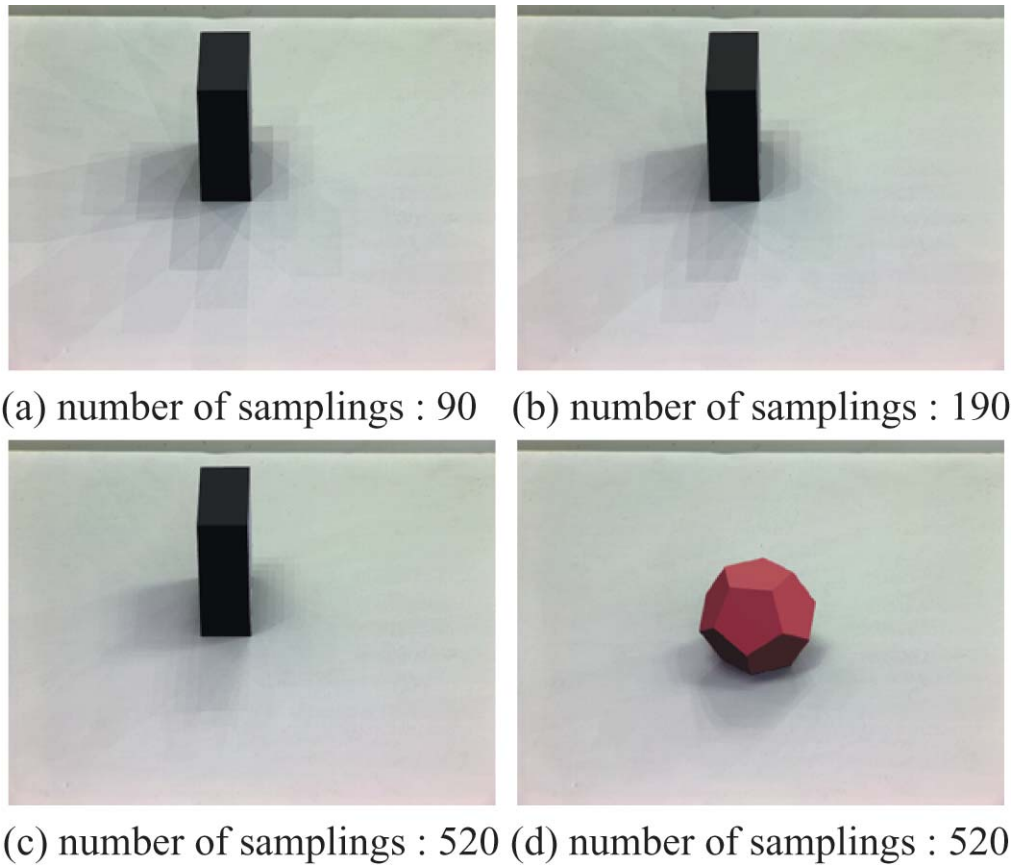 (a) number of samplings : 90
(b) number of samplings : 190
(c) number of samplings : 520
(d) number of samplings : 520